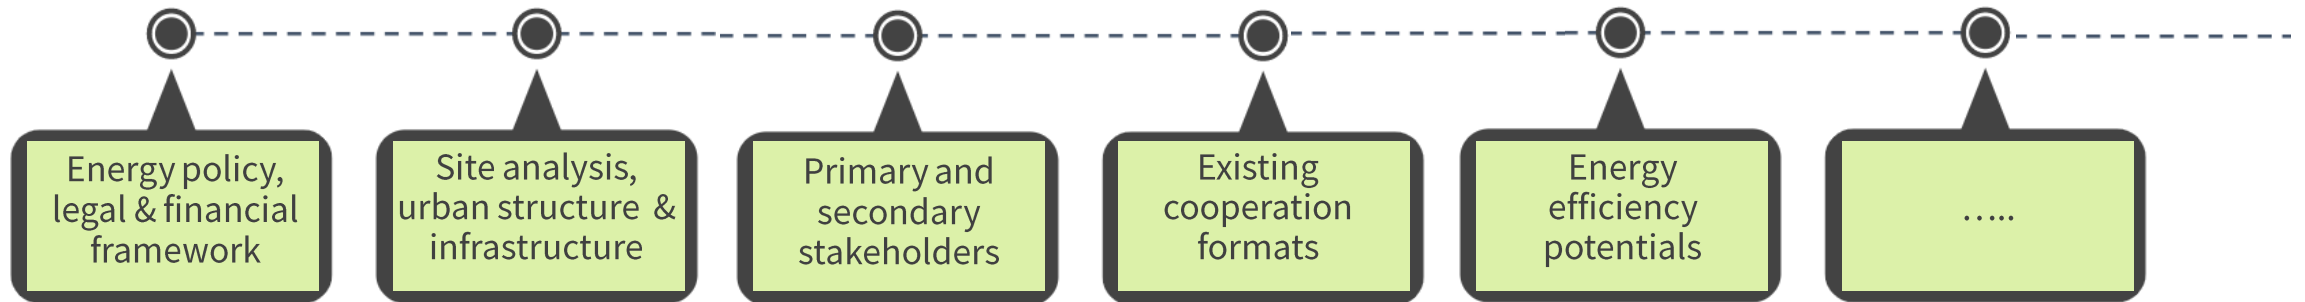 Energy policy,
legal & financial
framework
Site analysis,
urban structure &
infrastructure
Primary and
secondary
stakeholders
Existing
cooperation
formats
Energy
efficiency
potentials
…..